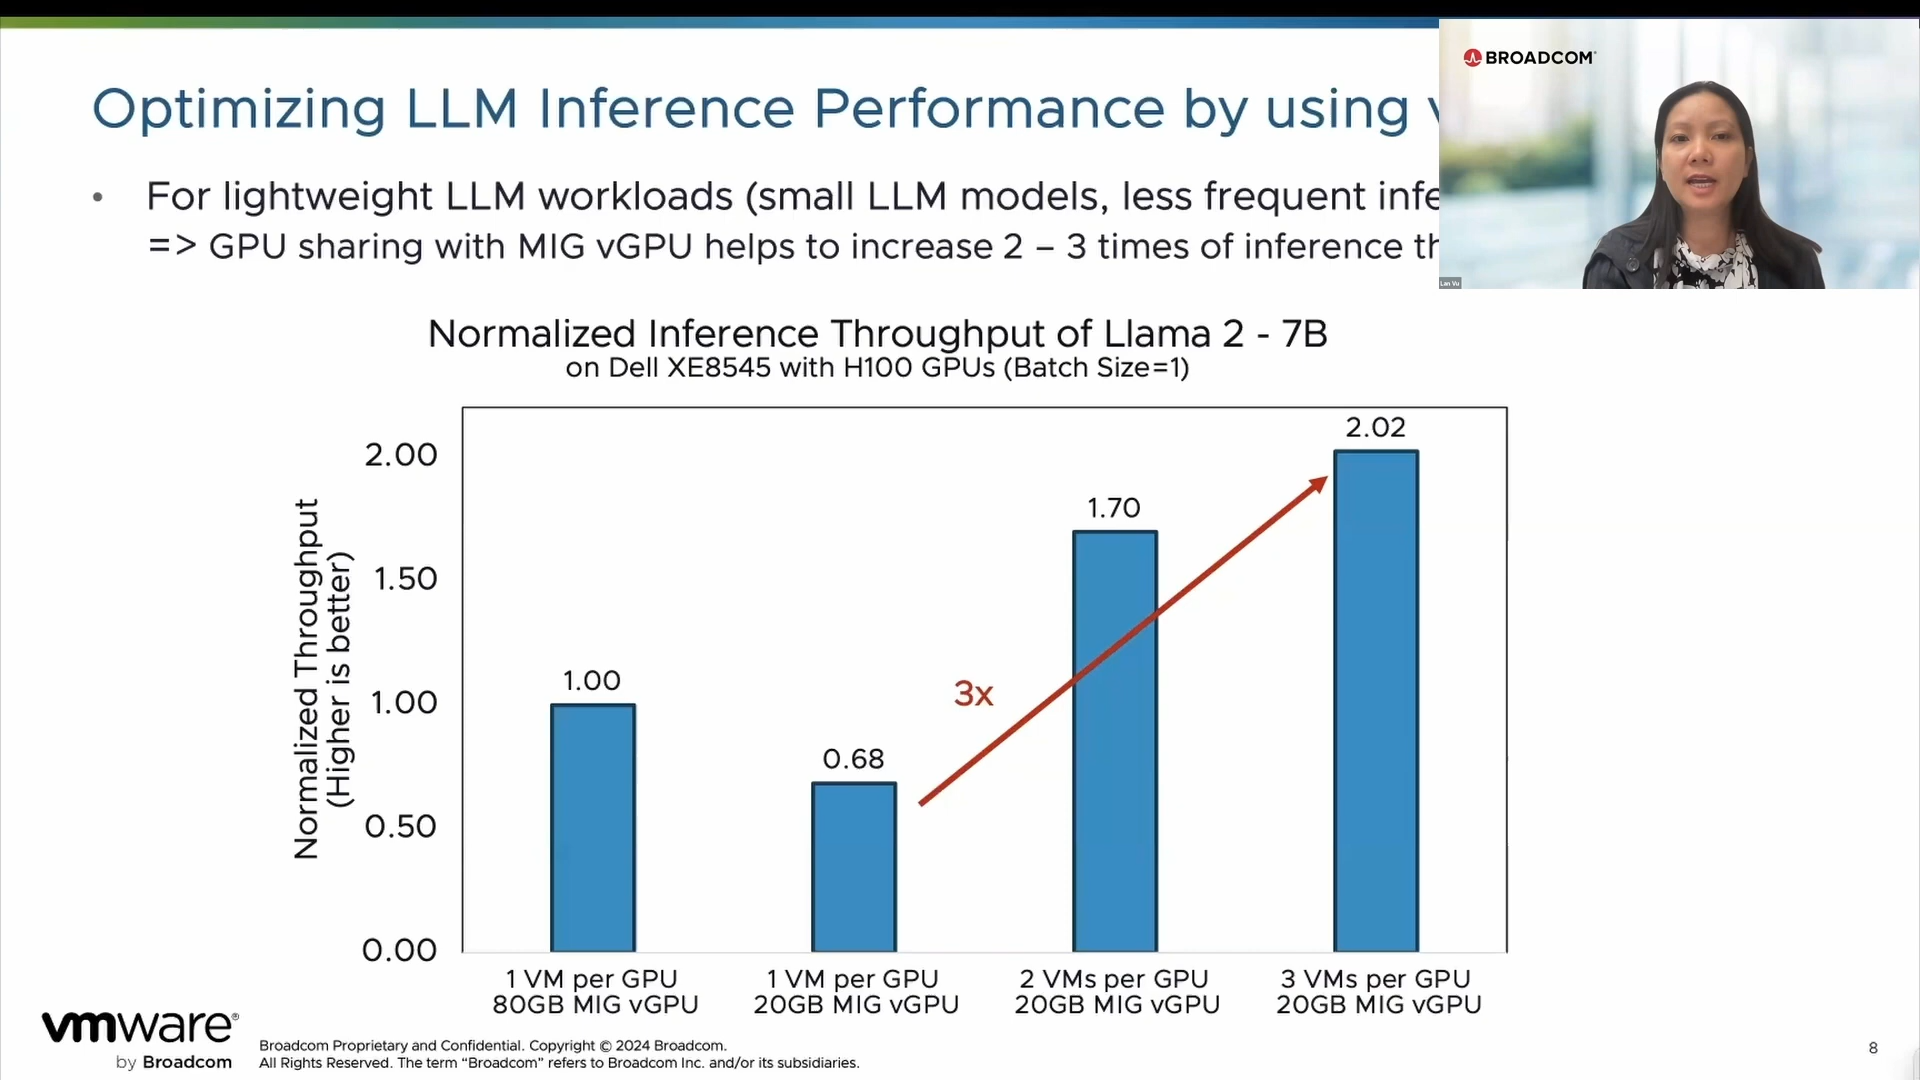 BROADCOM
Optimizing LLM Inference Performance by using
• For lightweight LLM workloads (small LLM models, less frequent
=> GPU sharing with MIG vGPU helps to increase 2 – 3 times of inference
Lan Vu
Normalized Inference Throughput of Llama 2 - 7B
on Dell XE8545 with H100 GPUs (Batch Size=1)
Normalized Throughput
(Higher is better)
2.00
1.50
1.00
0.50
0.00
1.00
0.68
1.70
2.02
3x
1 VM per GPU
80GB MIG vGPU
1 VM per GPU
20GB MIG vGPU
2 VMs per GPU
20GB MIG vGPU
3 VMs per GPU
20GB MIG vGPU
vmware®
by Broadcom
Broadcom Proprietary and Confidential. Copyright © 2024 Broadcom.
All Rights Reserved. The term “Broadcom” refers to Broadcom Inc. and/or its subsidiaries.
8